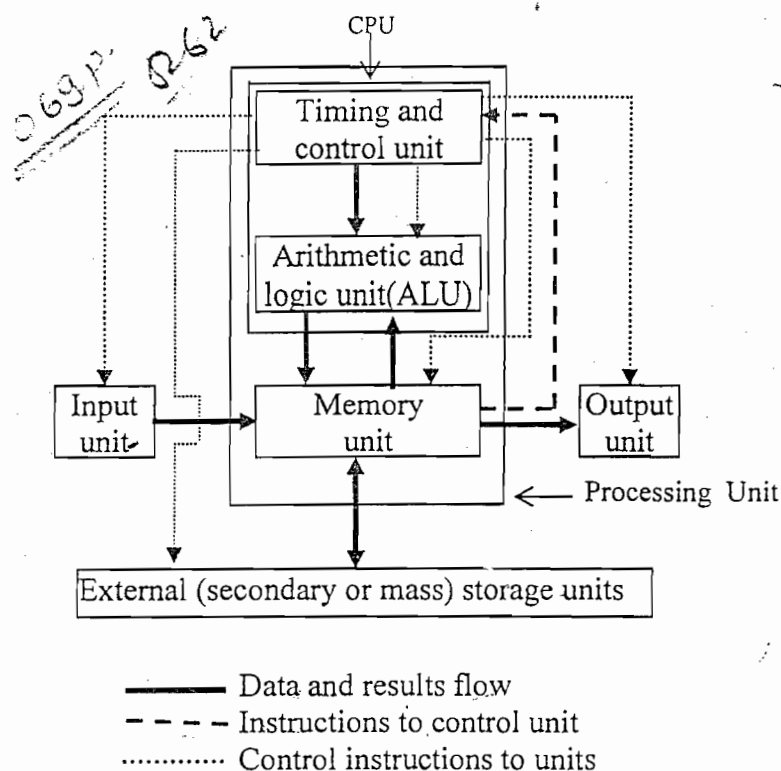 CPU
Timing and
control unit
Arithmetic and
logic unit(ALU)
Input
unit
Memory
unit
Output
unit
Processing Unit
External (secondary or mass) storage units
Data and results flow
Instructions to control unit
Control instructions to units